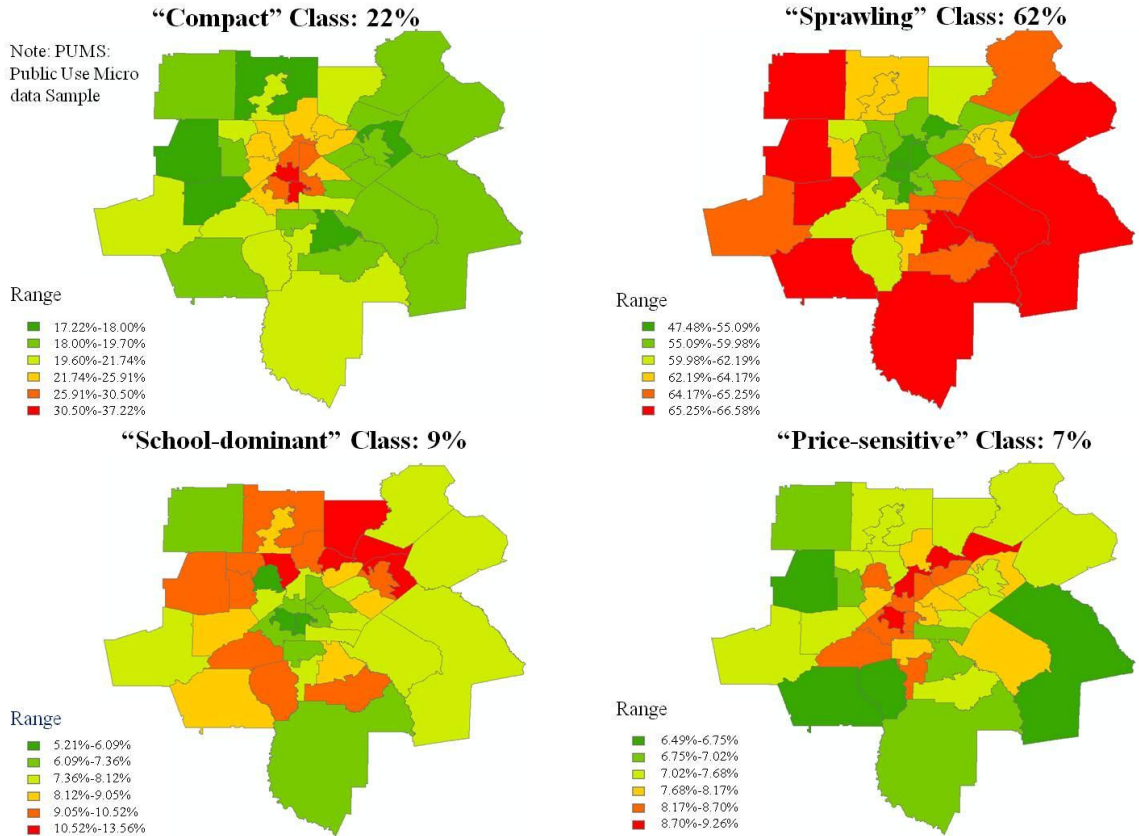 “Compact” Class: 22%
Note: PUMS:
Public Use Micro
data Sample
Range
17.22%-18.00%
18.00%-19.70%
19.60%-21.74%
21.74%-25.91%
25.91%-30.50%
30.50%-37.22%
“Sprawling” Class: 62%
Range
47.48%-55.09%
55.09%-59.98%
59.98%-62.19%
62.19%-64.17%
64.17%-65.25%
65.25%-66.58%
“School-dominant” Class: 9%
Range
5.21%-6.09%
6.09%-7.36%
7.36%-8.12%
8.12%-9.05%
9.05%-10.52%
10.52%-13.56%
“Price-sensitive” Class: 7%
Range
6.49%-6.75%
6.75%-7.02%
7.02%-7.68%
7.68%-8.17%
8.17%-8.70%
8.70%-9.26%